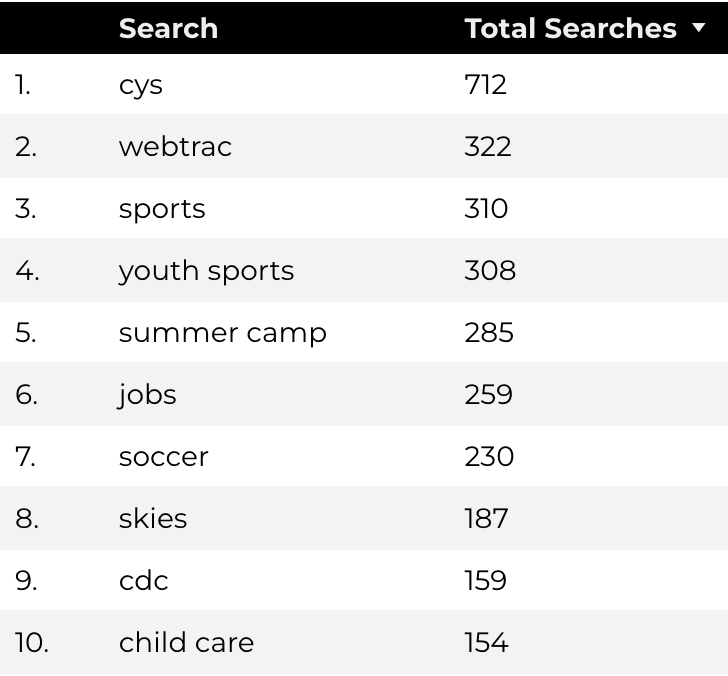 Search Total Searches
1. cys 712
2. webtrac 322
3. sports 310
4. youth sports 308
5. summer camp 285
6. jobs 259
7. soccer 230
8. skies 187
9. cdc 159
10. child care 154